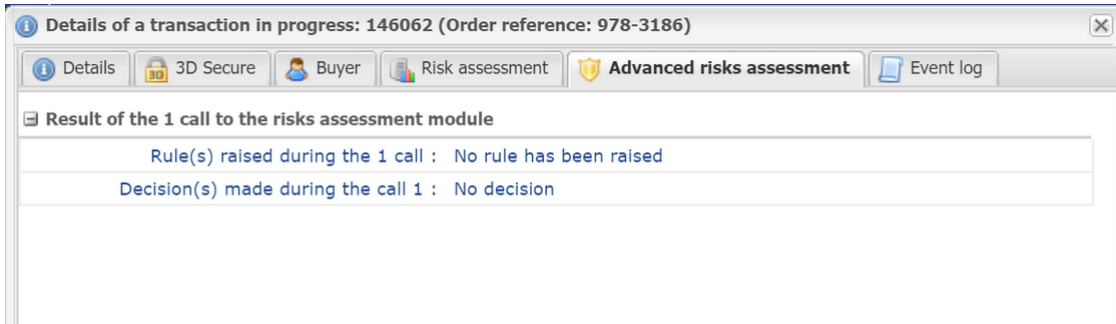 Details of a transaction in progress: 146062 (Order reference: 978-3186)
Details 3D Secure Buyer Risk assessment Advanced risks assessment Event log
Result of the 1 call to the risks assessment module
Rule(s) raised during the 1 call : No rule has been raised
Decision(s) made during the call 1 : No decision